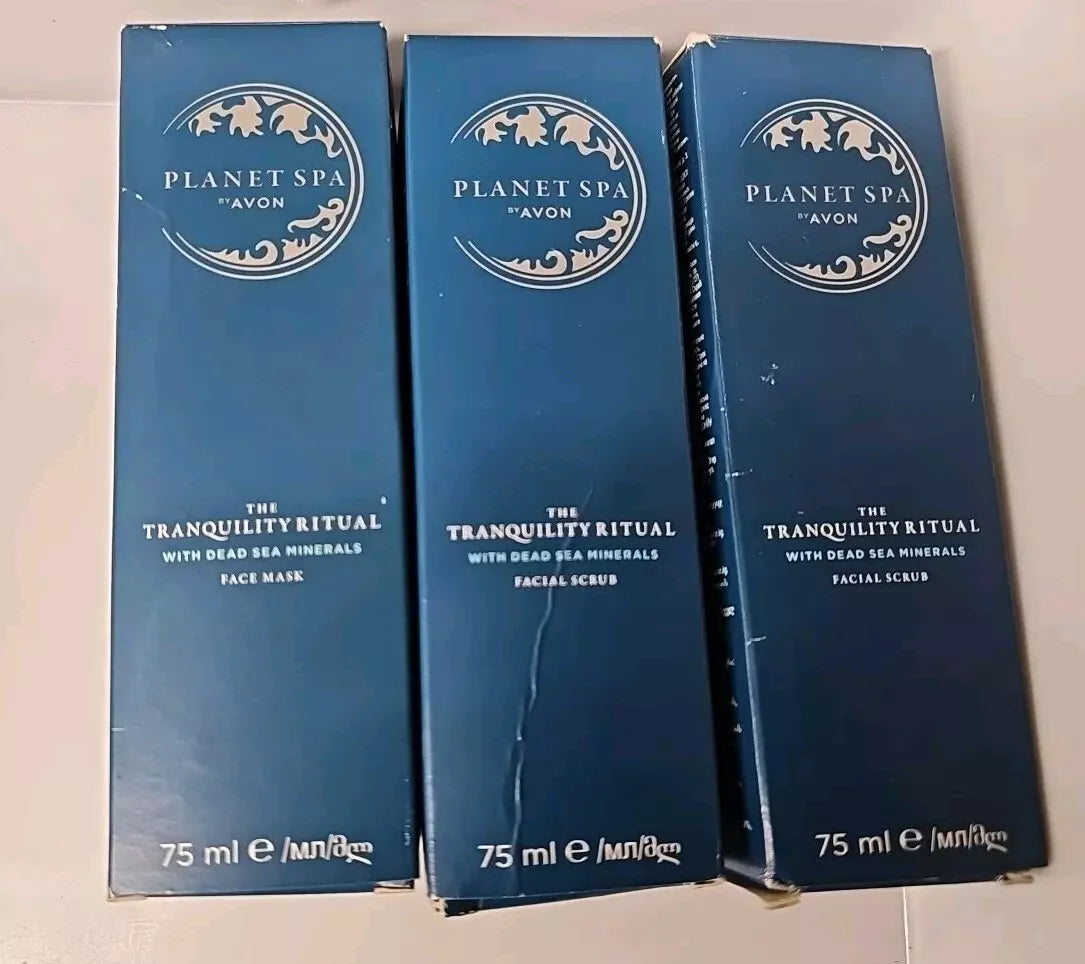 PLANET SPA
BY AVON
THE
TRANQUILITY RITUAL
WITH DEAD SEA MINERALS
FACE MASK
75 ml e /мл/მლ
PLANET SPA
BY AVON
THE
TRANQUILITY RITUAL
WITH DEAD SEA MINERALS
FACIAL SCRUB
75 ml e /мл/მლ
PLANET SPA
BY AVON
THE
TRANQUILITY RITUAL
WITH DEAD SEA MINERALS
FACIAL SCRUB
75 ml e /мл/მლ